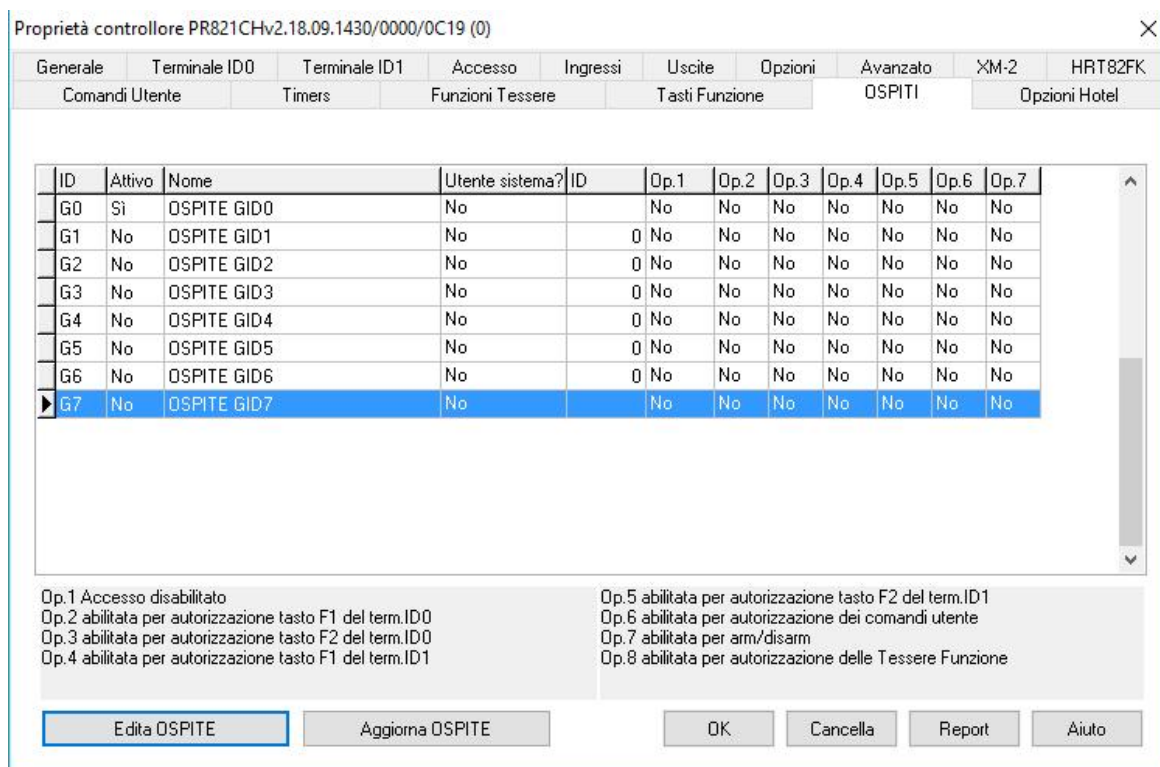 Proprietà controllore PR821CHv2.18.09.1430/0000/0C19 (0)
Generale Terminale ID0 Terminale ID1 Accesso Ingressi Uscite Opzioni Avanzato XM-2 HRT82FK
Comandi Utente Timers Funzioni Tessere Tasti Funzione OSPITI Opzioni Hotel
ID Attivo Nome Utente sistema? ID Op.1 Op.2 Op.3 Op.4 Op.5 Op.6 Op.7
G0 Sì OSPITE GID0 No No No No No No No No
G1 No OSPITE GID1 No 0 No No No No No No No
G2 No OSPITE GID2 No 0 No No No No No No No
G3 No OSPITE GID3 No 0 No No No No No No No
G4 No OSPITE GID4 No 0 No No No No No No No
G5 No OSPITE GID5 No 0 No No No No No No No
G6 No OSPITE GID6 No 0 No No No No No No No
G7 No OSPITE GID7 No No No No No No No No
Op.1 Accesso disabilitato
Op.2 abilitata per autorizzazione tasto F1 del term.ID0
Op.3 abilitata per autorizzazione tasto F2 del term.ID0
Op.4 abilitata per autorizzazione tasto F1 del term.ID1
Op.5 abilitata per autorizzazione tasto F2 del term.ID1
Op.6 abilitata per autorizzazione dei comandi utente
Op.7 abilitata per arm/disarm
Op.8 abilitata per autorizzazione delle Tessere Funzione
Edita OSPITE Aggiorna OSPITE OK Cancella Report Aiuto